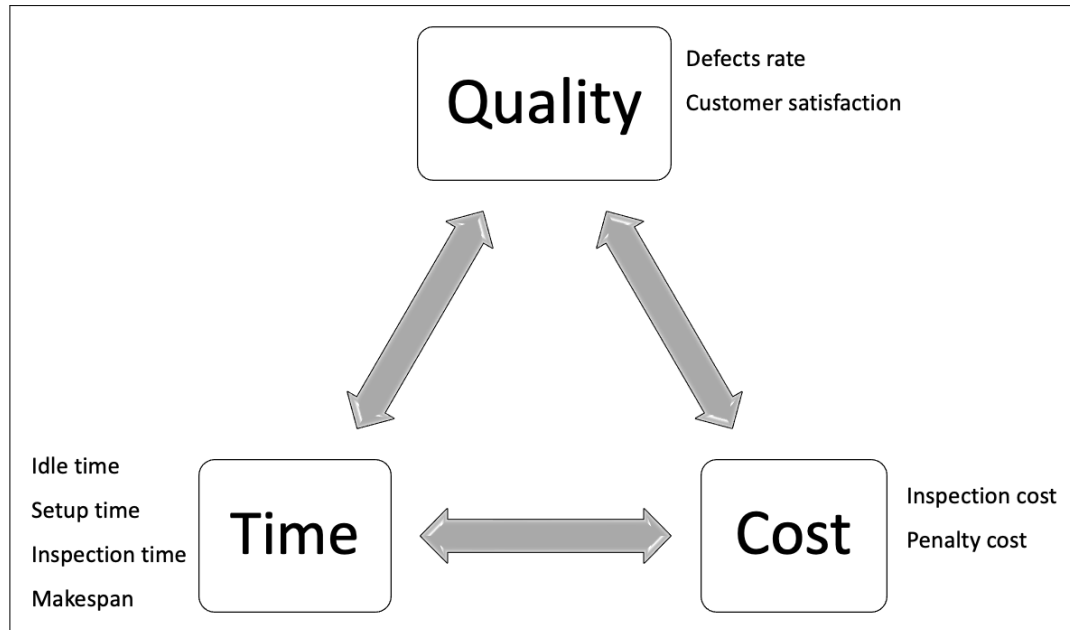 Quality
Defects rate
Customer satisfaction
Idle time
Setup time
Inspection time
Makespan
Time
Cost
Inspection cost
Penalty cost